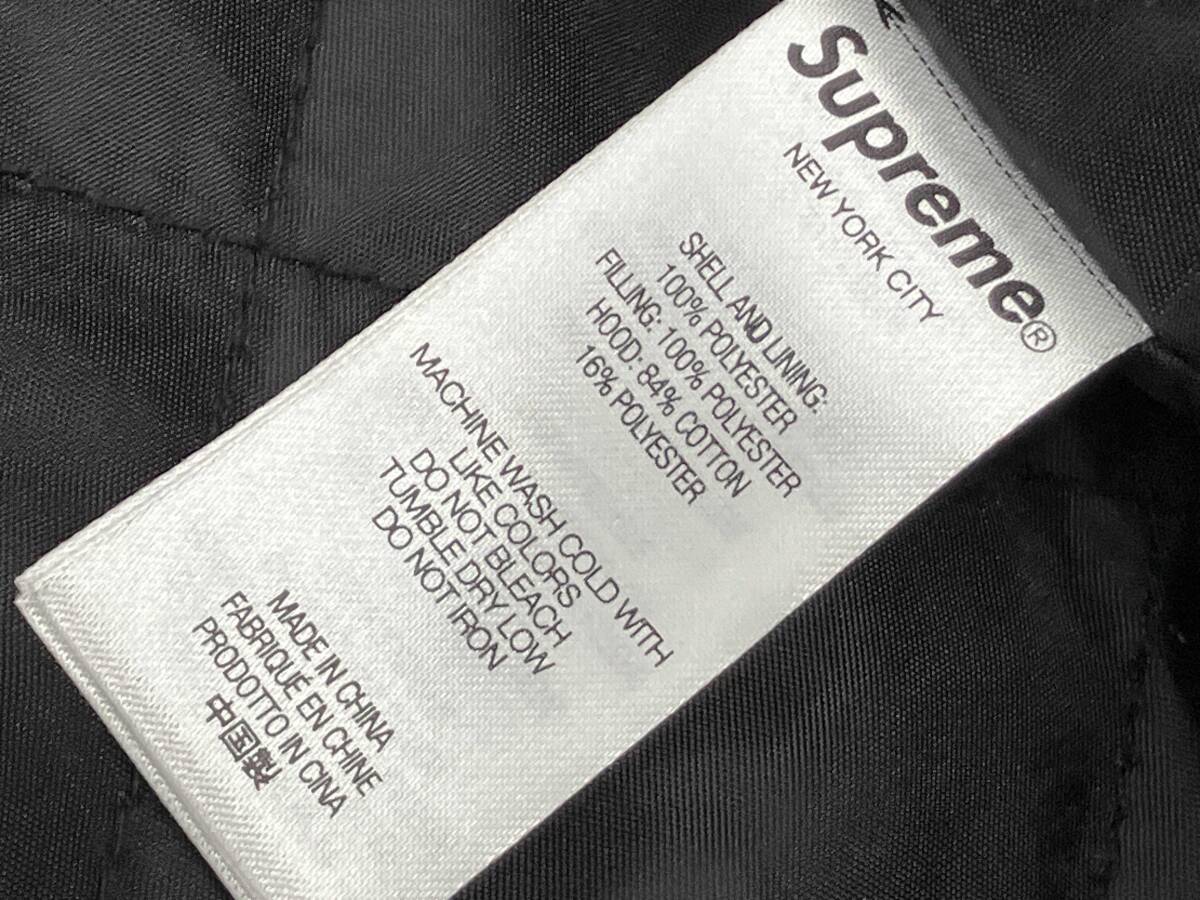 Supreme®
NEW YORK CITY
SHELL AND LINING:
100% POLYESTER
FILLING: 100% POLYESTER
HOOD: 84% COTTON
16% POLYESTER
MACHINE WASH COLD WITH
LIKE COLORS
DO NOT BLEACH
TUMBLE DRY LOW
DO NOT IRON
MADE IN CHINA
FABRIQUÉ EN CHINE
PRODOTTO IN CINA
中国製